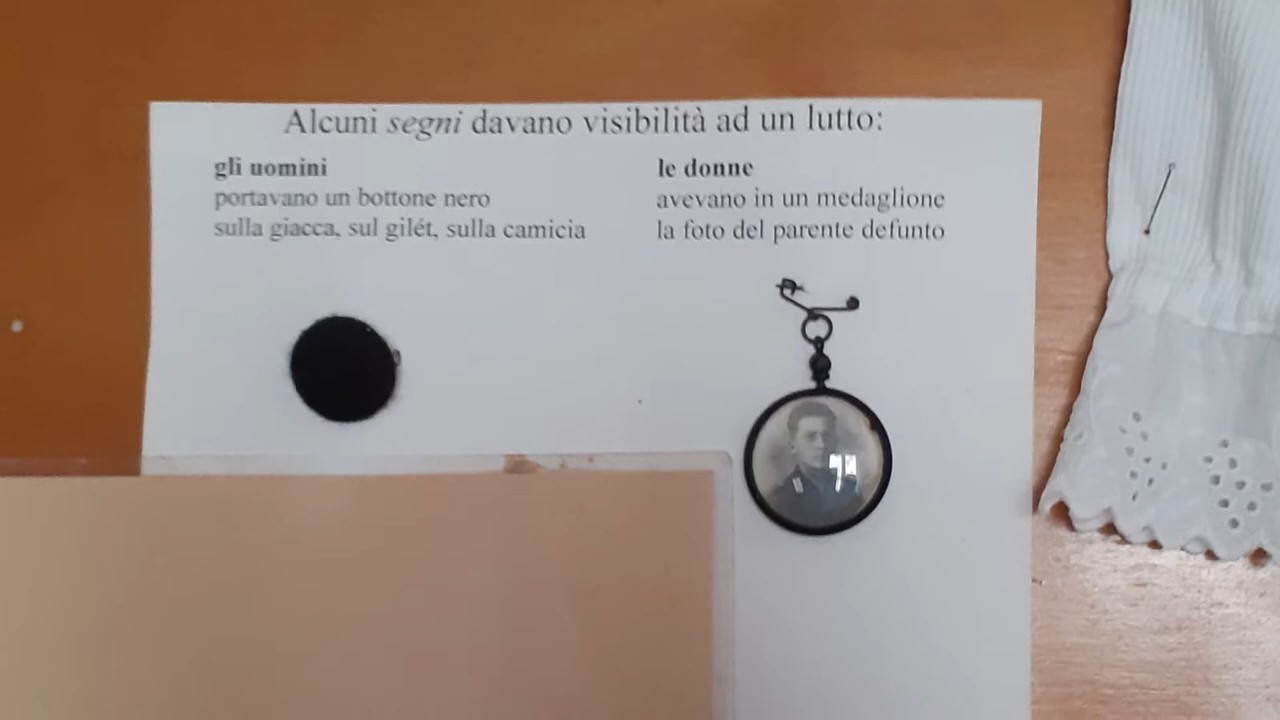 Alcuni segni davano visibilità ad un lutto:
gli uomini
portavano un bottone nero
sulla giacca, sul gilét, sulla camicia
le donne
avevano in un medaglione
la foto del parente defunto